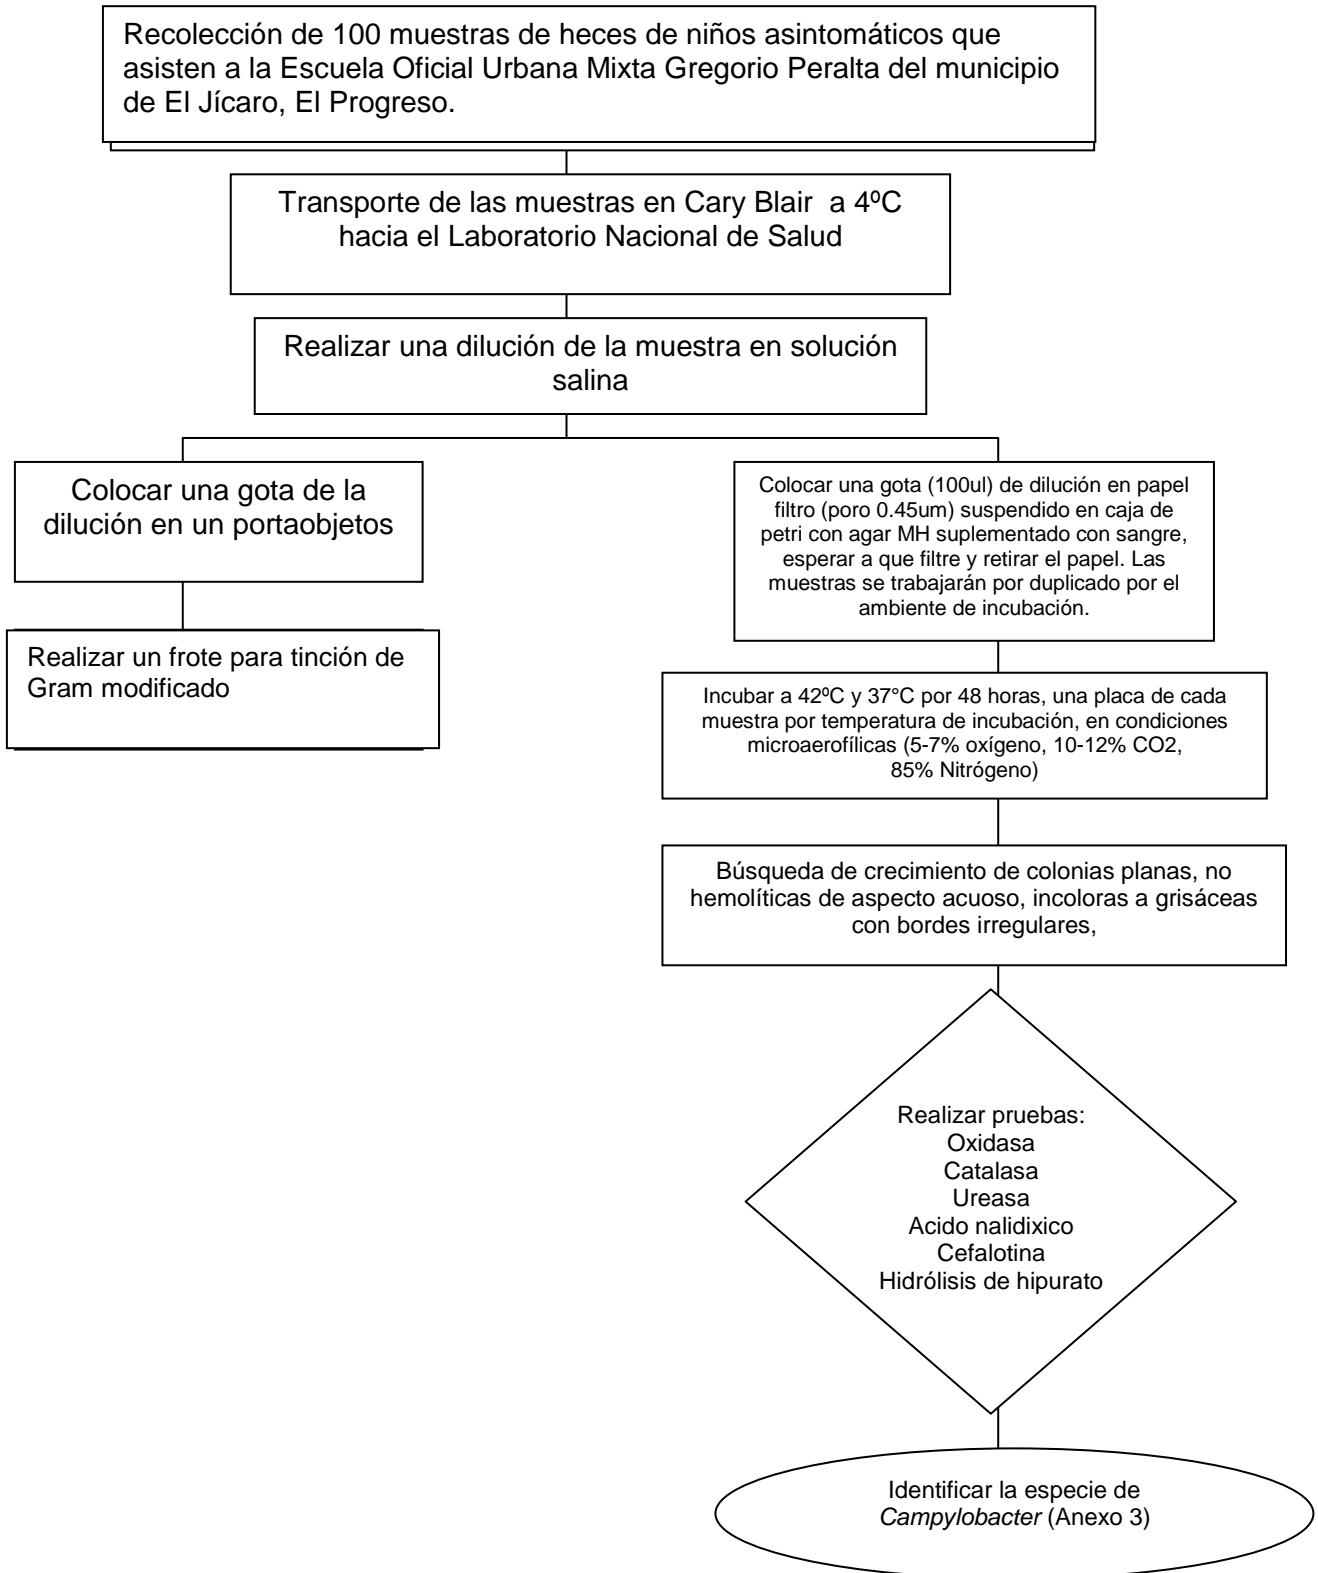 Recolección de 100 muestras de heces de niños asintomáticos que
asisten a la Escuela Oficial Urbana Mixta Gregorio Peralta del municipio
de El Jícaro, El Progreso.
Transporte de las muestras en Cary Blair  a 4ºC
hacia el Laboratorio Nacional de Salud
Realizar una dilución de la muestra en solución
salina
Colocar una gota de la
dilución en un portaobjetos
Realizar un frote para tinción de
Gram modificado
Colocar una gota (100ul) de dilución en papel
filtro (poro 0.45um) suspendido en caja de
petri con agar MH suplementado con sangre,
esperar a que filtre y retirar el papel. Las
muestras se trabajarán por duplicado por el
ambiente de incubación.
Incubar a 42ºC y 37°C por 48 horas, una placa de cada
muestra por temperatura de incubación, en condiciones
microaerofílicas (5-7% oxígeno, 10-12% CO2,
85% Nitrógeno)
Búsqueda de crecimiento de colonias planas, no
hemolíticas de aspecto acuoso, incoloras a grisáceas
con bordes irregulares,
Realizar pruebas:
Oxidasa
Catalasa
Ureasa
Acido nalidixico
Cefalotina
Hidrólisis de hipurato
Identificar la especie de
Campylobacter (Anexo 3)